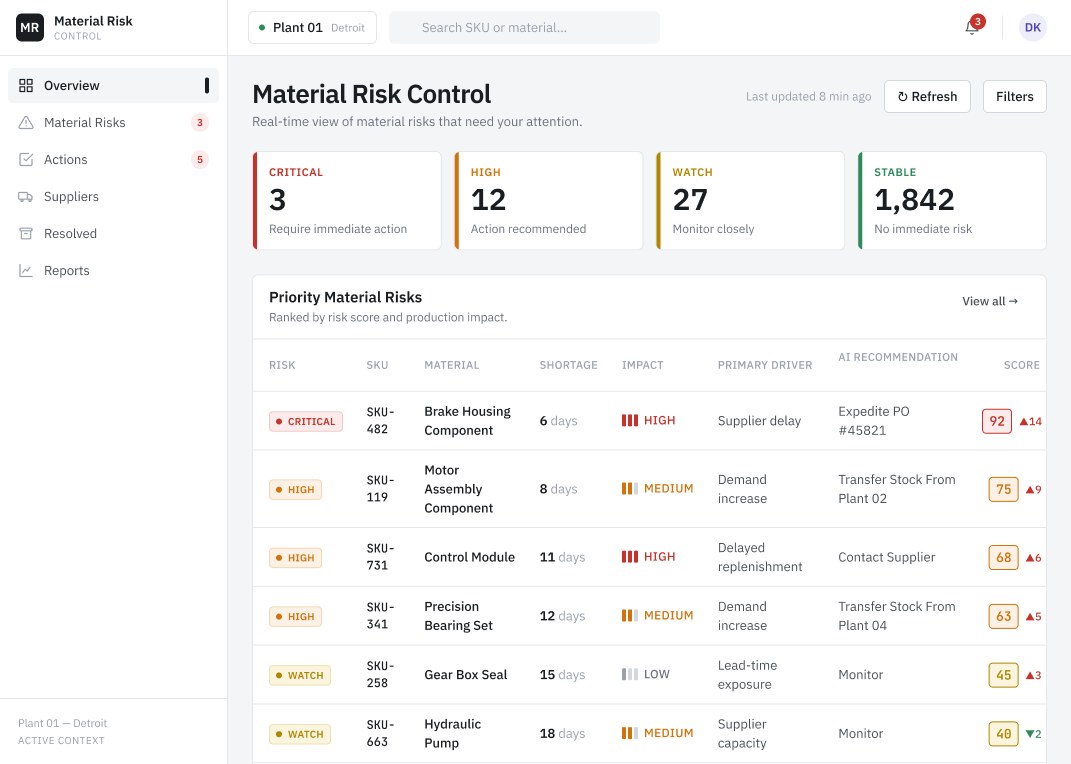 MR
Material Risk
CONTROL
Plant 01 Detroit
Search SKU or material...
3
DK
Overview
Material Risks 3
Actions 5
Suppliers
Resolved
Reports
Plant 01 — Detroit
ACTIVE CONTEXT
Material Risk Control
Real-time view of material risks that need your attention.
Last updated 8 min ago
↻ Refresh
Filters
CRITICAL
3
Require immediate action
HIGH
12
Action recommended
WATCH
27
Monitor closely
STABLE
1,842
No immediate risk
Priority Material Risks
Ranked by risk score and production impact.
View all →
RISK SKU MATERIAL SHORTAGE IMPACT PRIMARY DRIVER AI RECOMMENDATION SCORE
CRITICAL
SKU-
482
Brake Housing
Component
6 days
HIGH
Supplier delay
Expedite PO
#45821
92 ▲14
HIGH
SKU-
119
Motor
Assembly
Component
8 days
MEDIUM
Demand
increase
Transfer Stock From
Plant 02
75 ▲9
HIGH
SKU-
731
Control Module
11 days
HIGH
Delayed
replenishment
Contact Supplier
68 ▲6
HIGH
SKU-
341
Precision
Bearing Set
12 days
MEDIUM
Demand
increase
Transfer Stock From
Plant 04
63 ▲5
WATCH
SKU-
258
Gear Box Seal
15 days
LOW
Lead-time
exposure
Monitor
45 ▲3
WATCH
SKU-
663
Hydraulic
Pump
18 days
MEDIUM
Supplier
capacity
Monitor
40 ▼2